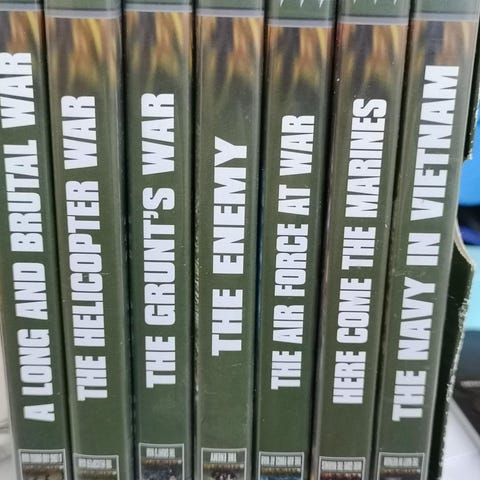 A LONG AND BRUTAL WAR
THE HELICOPTER WAR
THE GRUNT'S WAR
THE ENEMY
THE AIR FORCE AT WAR
HERE COME THE MARINES
THE NAVY IN VIETNAM